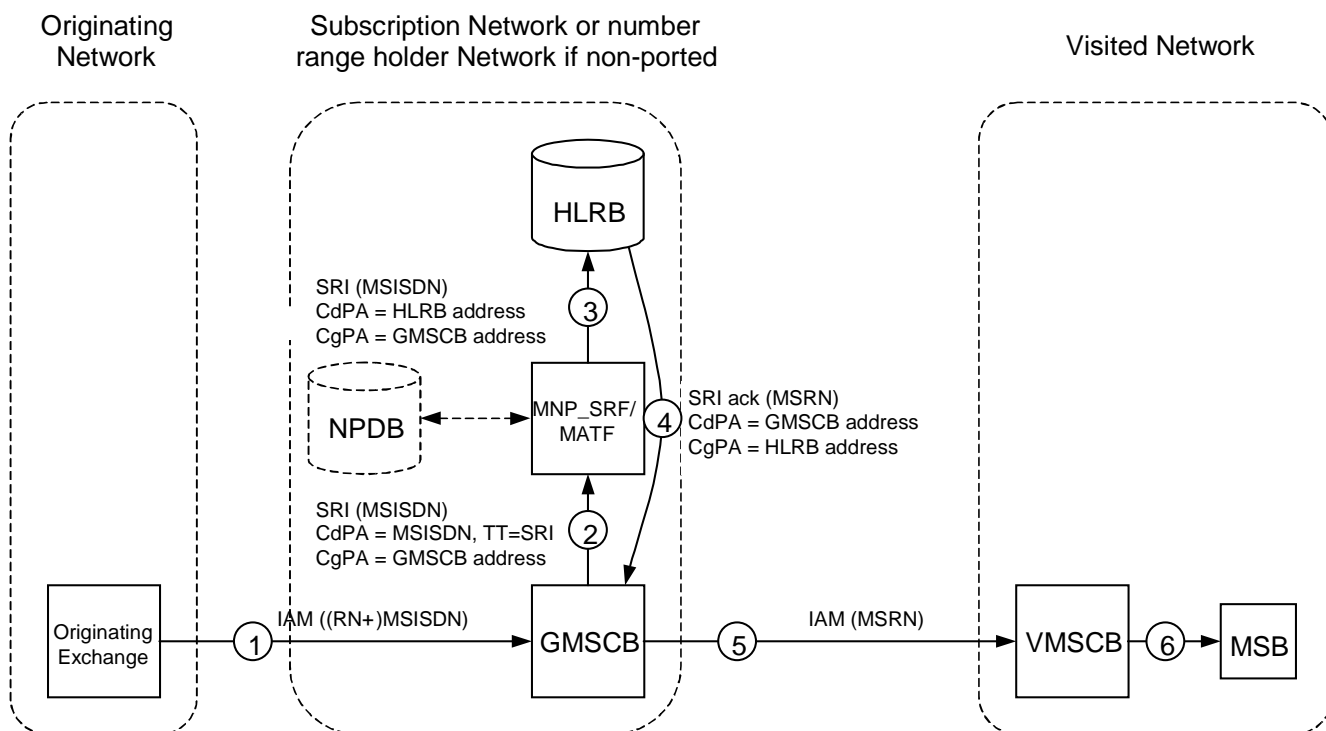 Originating
Network
Subscription Network or number
range holder Network if non-ported
Visited Network
HLRB
SRI (MSISDN)
CdPA = HLRB address
CgPA = GMSCB address
3
NPDB
MNP_SRF/
MATF
4
SRI ack (MSRN)
CdPA = GMSCB address
CgPA = HLRB address
SRI (MSISDN)
CdPA = MSISDN, TT=SRI
CgPA = GMSCB address
2
Originating
Exchange
1
IAM ((RN+)MSISDN)
GMSCB
5
IAM (MSRN)
VMSCB
6
MSB